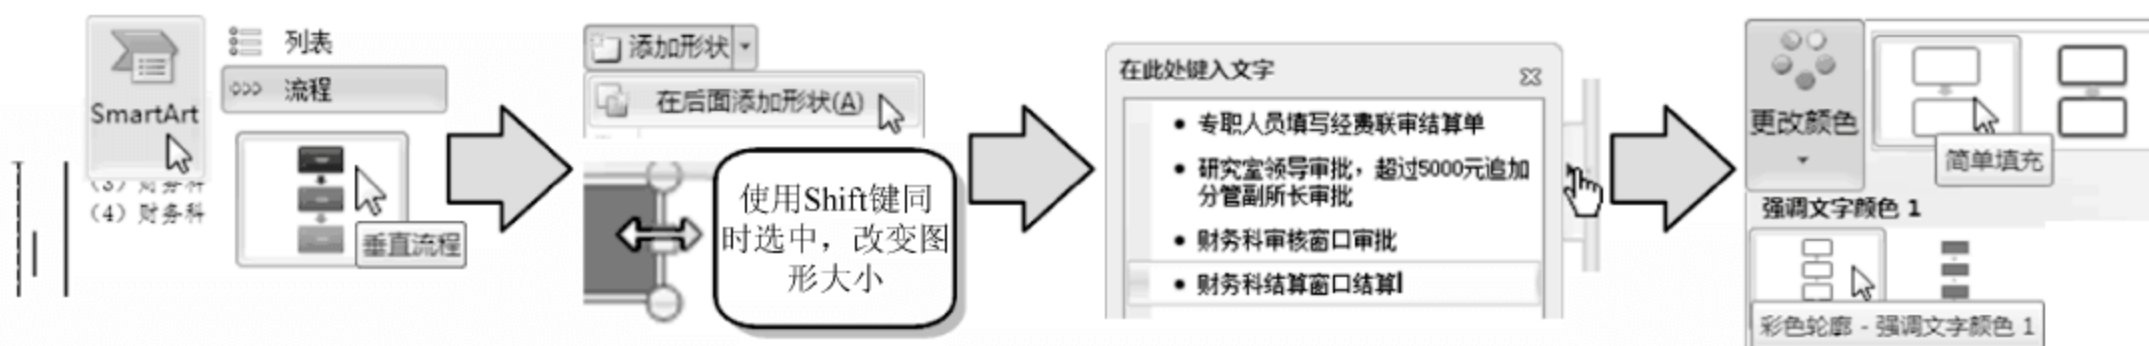 SmartArt
列表
流程
垂直流程
(3) 财务科
(4) 财务科
添加形状
在后面添加形状(A)
使用Shift键同
时选中，改变图
形大小
在此处键入文字
• 专职人员填写经费联审结算单
• 研究室领导审批，超过5000元追加
分管副所长审批
• 财务科审核窗口审批
• 财务科结算窗口结算
更改颜色
简单填充
强调文字颜色 1
彩色轮廓 - 强调文字颜色 1